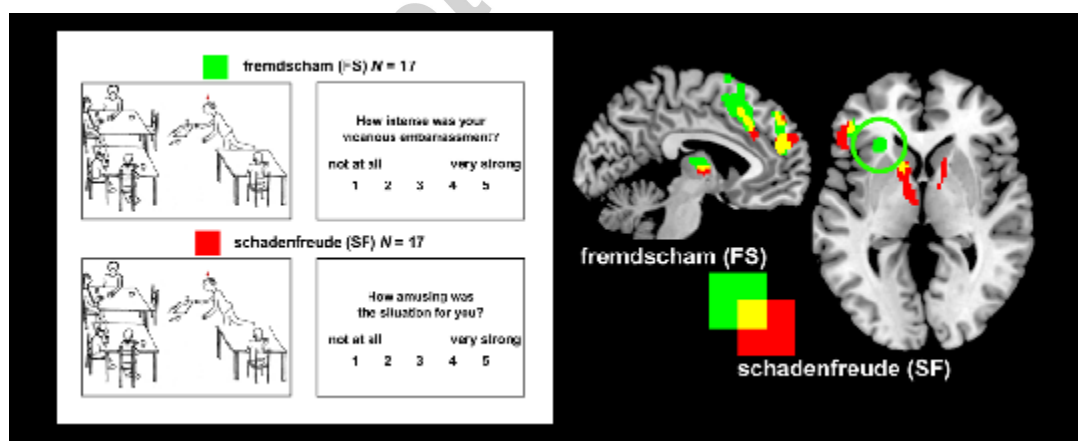 fremdscham (FS) N = 17
How intense was your
vicarious embarrassment?
not at all very strong
1 2 3 4 5
schadenfreude (SF) N = 17
How amusing was
the situation for you?
not at all very strong
1 2 3 4 5
fremdscham (FS)
schadenfreude (SF)